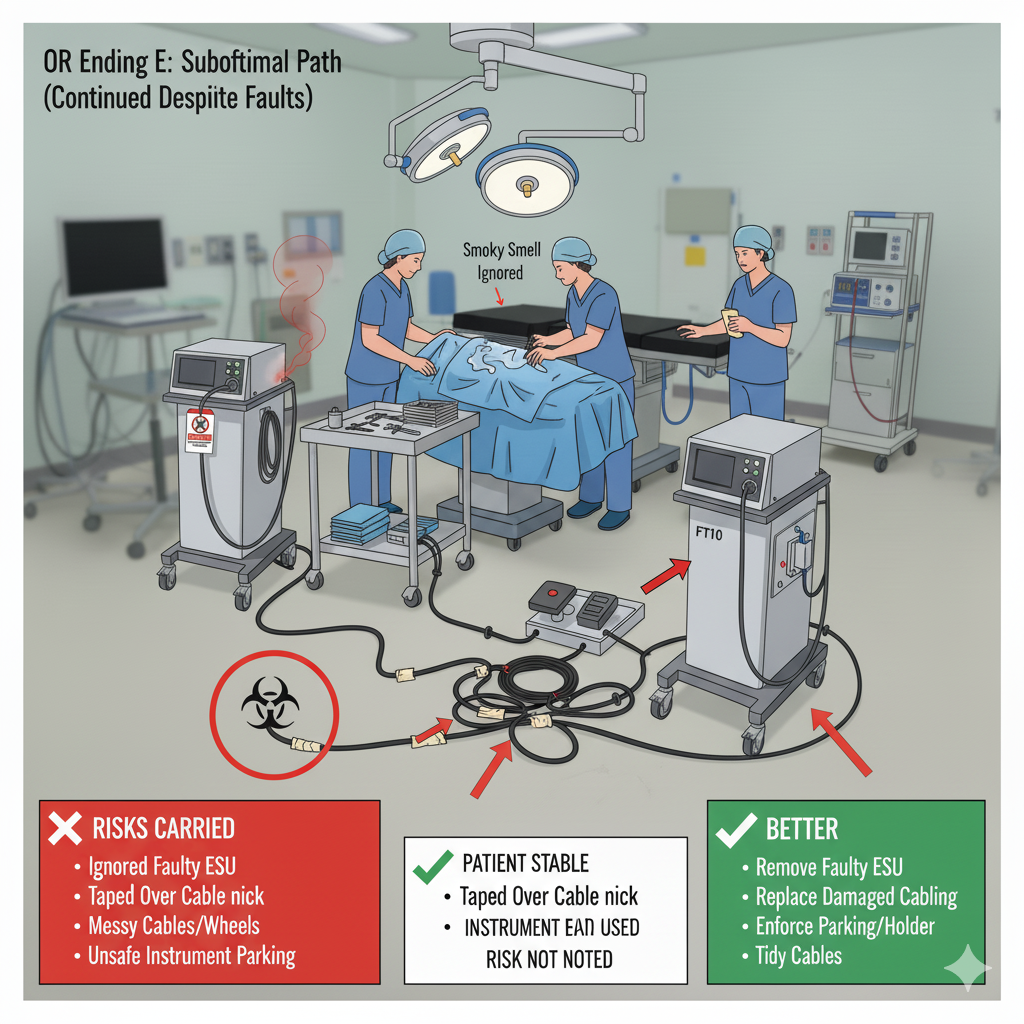 OR Ending E: Suboftimal Path
(Continued Despiite Faults)
Smoky Smell
Ignored
FT10
RISKS CARRIED
• Ignored Faulty ESU
• Taped Over Cable nick
• Messy Cables/Wheels
• Unsafe Instrument Parking
PATIENT STABLE
• Taped Over Cable nick
• INSTRUMENT EAD USED
RISK NOT NOTED
BETTER
• Remove Faulty ESU
• Replace Damaged Cabling
• Enforce Parking/Holder
• Tidy Cables